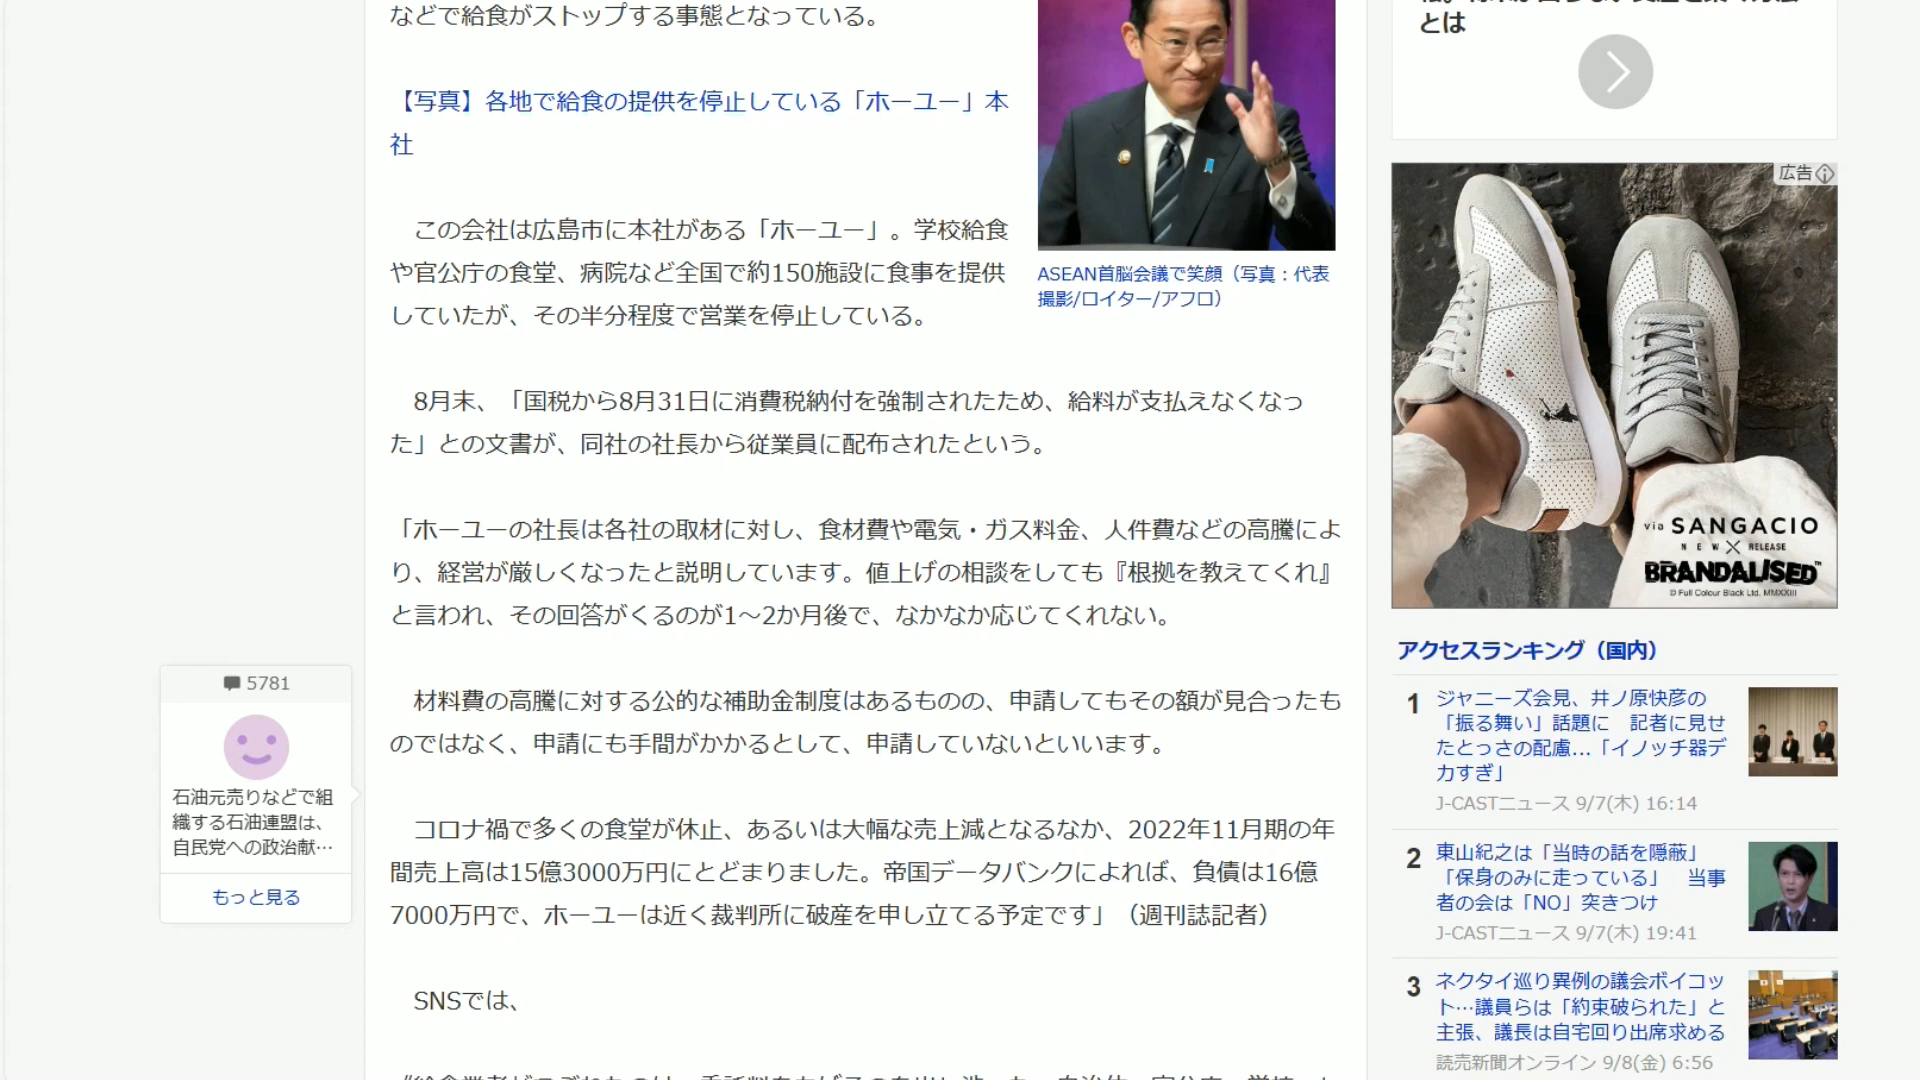 などで給食がストップする事態となっている。
【写真】各地で給食の提供を停止している「ホーユー」本
社
この会社は広島市に本社がある「ホーユー」。学校給食
や官公庁の食堂、病院など全国で約150施設に食事を提供
していたが、その半分程度で営業を停止している。
ASEAN首脳会議で笑顔（写真：代表
撮影/ロイター/アフロ）
8月末、「国税から8月31日に消費税納付を強制されたため、給料が支払えなくなっ
た」との文書が、同社の社長から従業員に配布されたという。
「ホーユーの社長は各社の取材に対し、食材費や電気・ガス料金、人件費などの高騰によ
り、経営が厳しくなったと説明しています。値上げの相談をしても『根拠を教えてくれ』
と言われ、その回答がくるのが1～2か月後で、なかなか応じてくれない。
材料費の高騰に対する公的な補助金制度はあるものの、申請してもその額が見合ったも
のではなく、申請にも手間がかかるとして、申請していないといいます。
コロナ禍で多くの食堂が休止、あるいは大幅な売上減となるなか、2022年11月期の年
間売上高は15億3000万円にとどまりました。帝国データバンクによれば、負債は16億
7000万円で、ホーユーは近く裁判所に破産を申し立てる予定です」（週刊誌記者）
SNSでは、
5781
石油元売りなどで組
織する石油連盟は、
自民党への政治献…
もっと見る
とは
広告
via SANGACIO
NEW X RELEASE
BRANDALISED™
© Full Colour Black Ltd. MMXXIII
アクセスランキング（国内）
1
ジャニーズ会見、井ノ原快彦の
「振る舞い」話題に　記者に見せ
たとっさの配慮...「イノッチ器デ
カすぎ」
J-CASTニュース 9/7(木) 16:14
2
東山紀之は「当時の話を隠蔽」
「保身のみに走っている」　当事
者の会は「NO」突きつけ
J-CASTニュース 9/7(木) 19:41
3
ネクタイ巡り異例の議会ボイコッ
ト…議員らは「約束破られた」と
主張、議長は自宅回り出席求める
読売新聞オンライン 9/8(金) 6:56